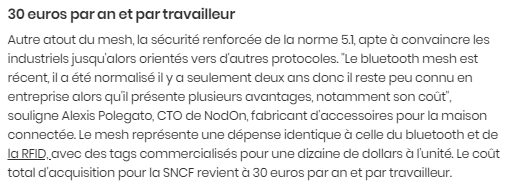 30 euros par an et par travailleur
Autre atout du mesh, la sécurité renforcée de la norme 5.1, apte à convaincre les
industriels jusqu'alors orientés vers d'autres protocoles. "Le bluetooth mesh est
récent, il a été normalisé il y a seulement deux ans donc il reste peu connu en
entreprise alors qu'il présente plusieurs avantages, notamment son coût",
souligne Alexis Polegato, CTO de NodOn, fabricant d'accessoires pour la maison
connectée. Le mesh représente une dépense identique à celle du bluetooth et de
la RFID, avec des tags commercialisés pour une dizaine de dollars à l'unité. Le coût
total d'acquisition pour la SNCF revient à 30 euros par an et par travailleur.